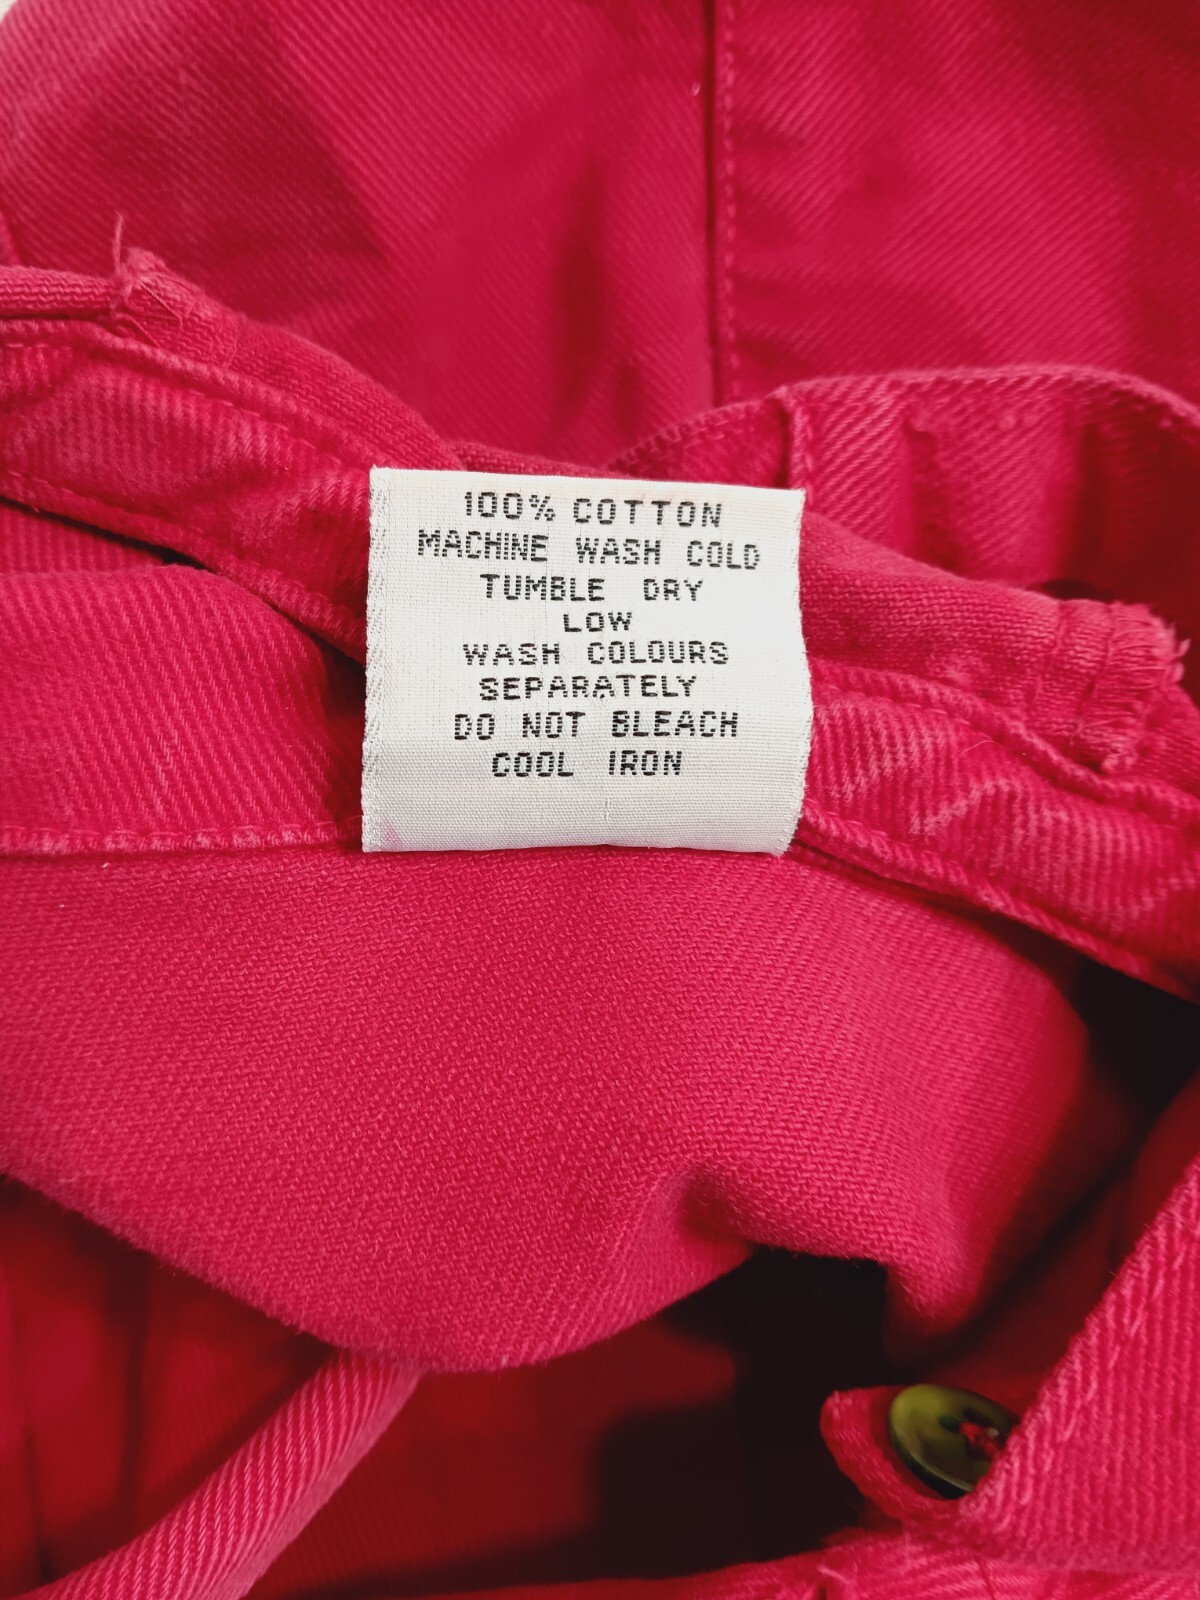 100% COTTON
MACHINE WASH COLD
TUMBLE DRY
LOW
WASH COLOURS
SEPARATELY
DO NOT BLEACH
COOL IRON